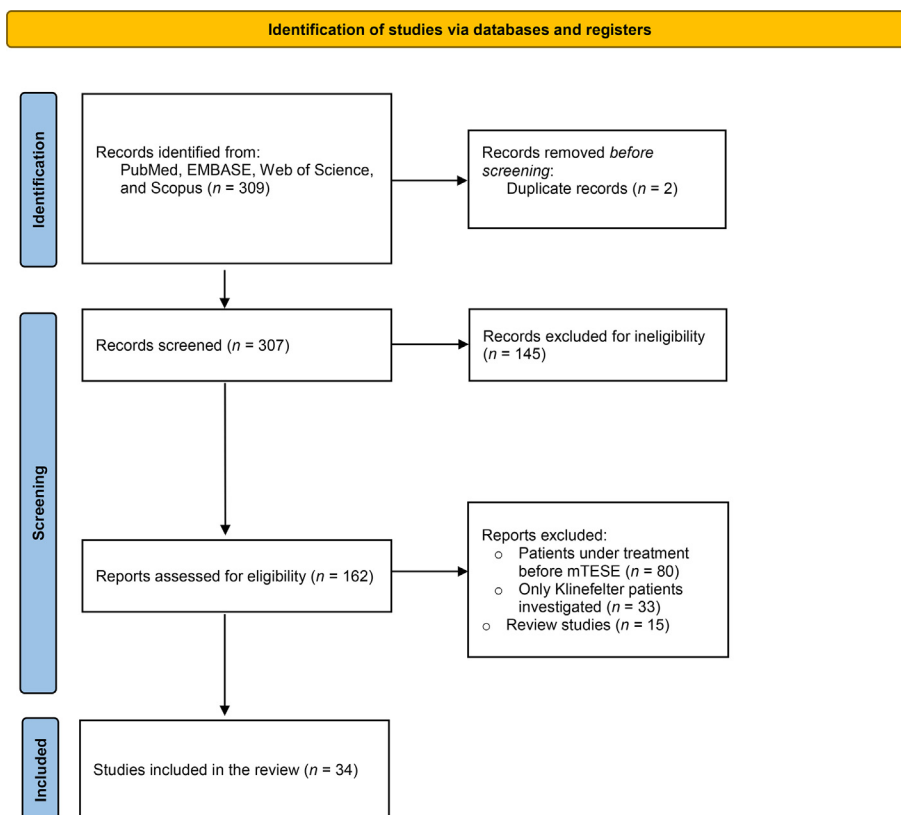 Identification of studies via databases and registers
Identification
Records identified from:
PubMed, EMBASE, Web of Science,
and Scopus (n = 309)
Records removed before
screening:
Duplicate records (n = 2)
Screening
Records screened (n = 307)
Records excluded for ineligibility
(n = 145)
Reports assessed for eligibility (n = 162)
Reports excluded:
○ Patients under treatment
before mTESE (n = 80)
○ Only Klinefelter patients
investigated (n = 33)
○ Review studies (n = 15)
Included
Studies included in the review (n = 34)